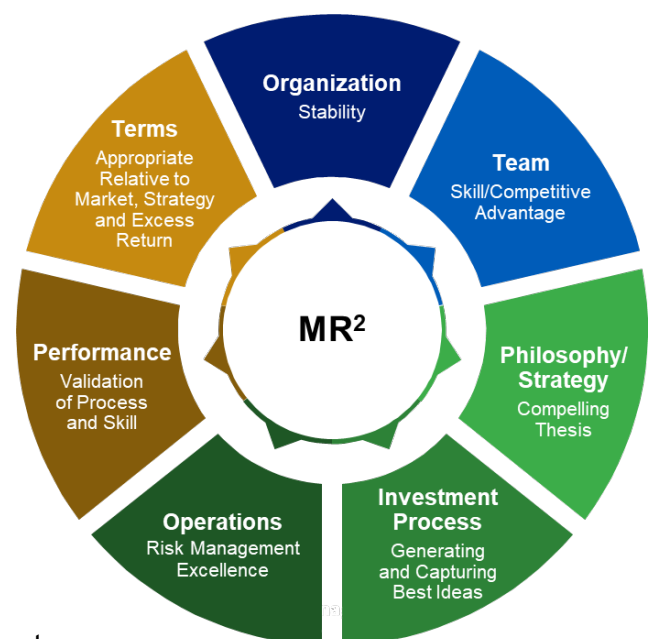 Organization
Stability
Team
Skill/Competitive
Advantage
Philosophy/
Strategy
Compelling
Thesis
Investment
Process
Generating
and Capturing
Best Ideas
Operations
Risk Management
Excellence
Performance
Validation
of Process
and Skill
Terms
Appropriate
Relative to
Market, Strategy
and Excess
Return
MR²